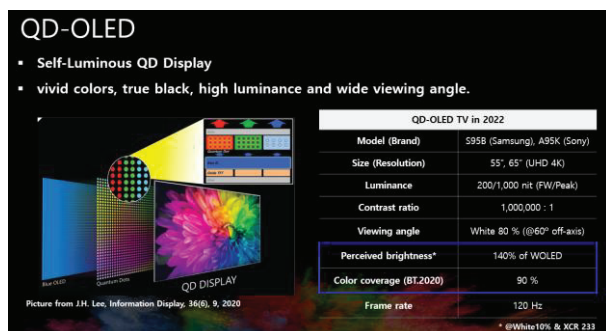 QD-OLED
▪ Self-Luminous QD Display
▪ vivid colors, true black, high luminance and wide viewing angle.
Blue OLED
Quantum Dots
QD DISPLAY
Picture from J.H. Lee, Information Display, 36(6), 9, 2020
QD-OLED TV in 2022
Model (Brand) S95B (Samsung), A95K (Sony)
Size (Resolution) 55", 65" (UHD 4K)
Luminance 200/1,000 nit (FW/Peak)
Contrast ratio 1,000,000 : 1
Viewing angle White 80 % (@60º off-axis)
Perceived brightness* 140% of WOLED
Color coverage (BT.2020) 90 %
Frame rate 120 Hz
* @White10% & XCR 233